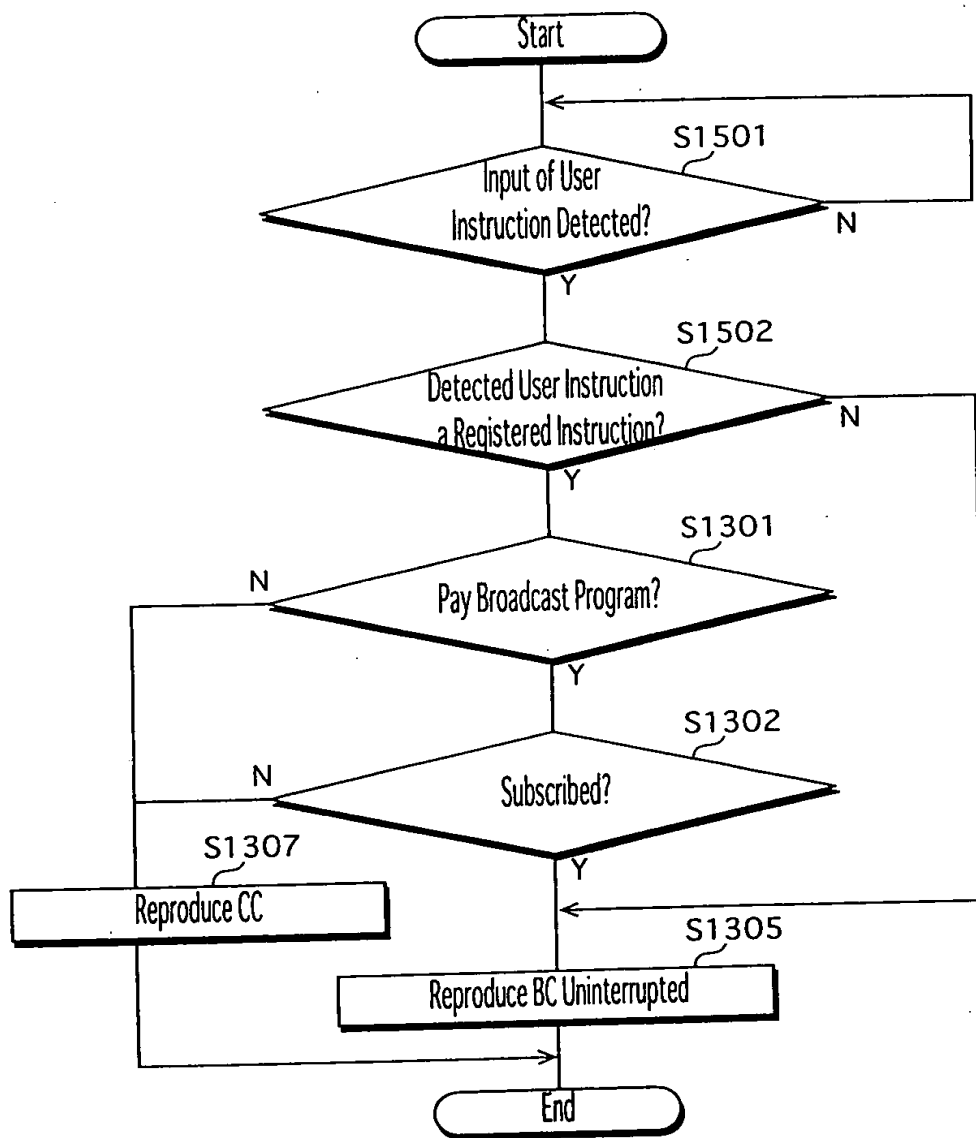 Start
S1501
Input of User
Instruction Detected?
N
Y
S1502
Detected User Instruction
a Registered Instruction?
N
Y
S1301
N
Pay Broadcast Program?
Y
S1302
N
Subscribed?
Y
S1307
Reproduce CC
S1305
Reproduce BC Uninterrupted
End